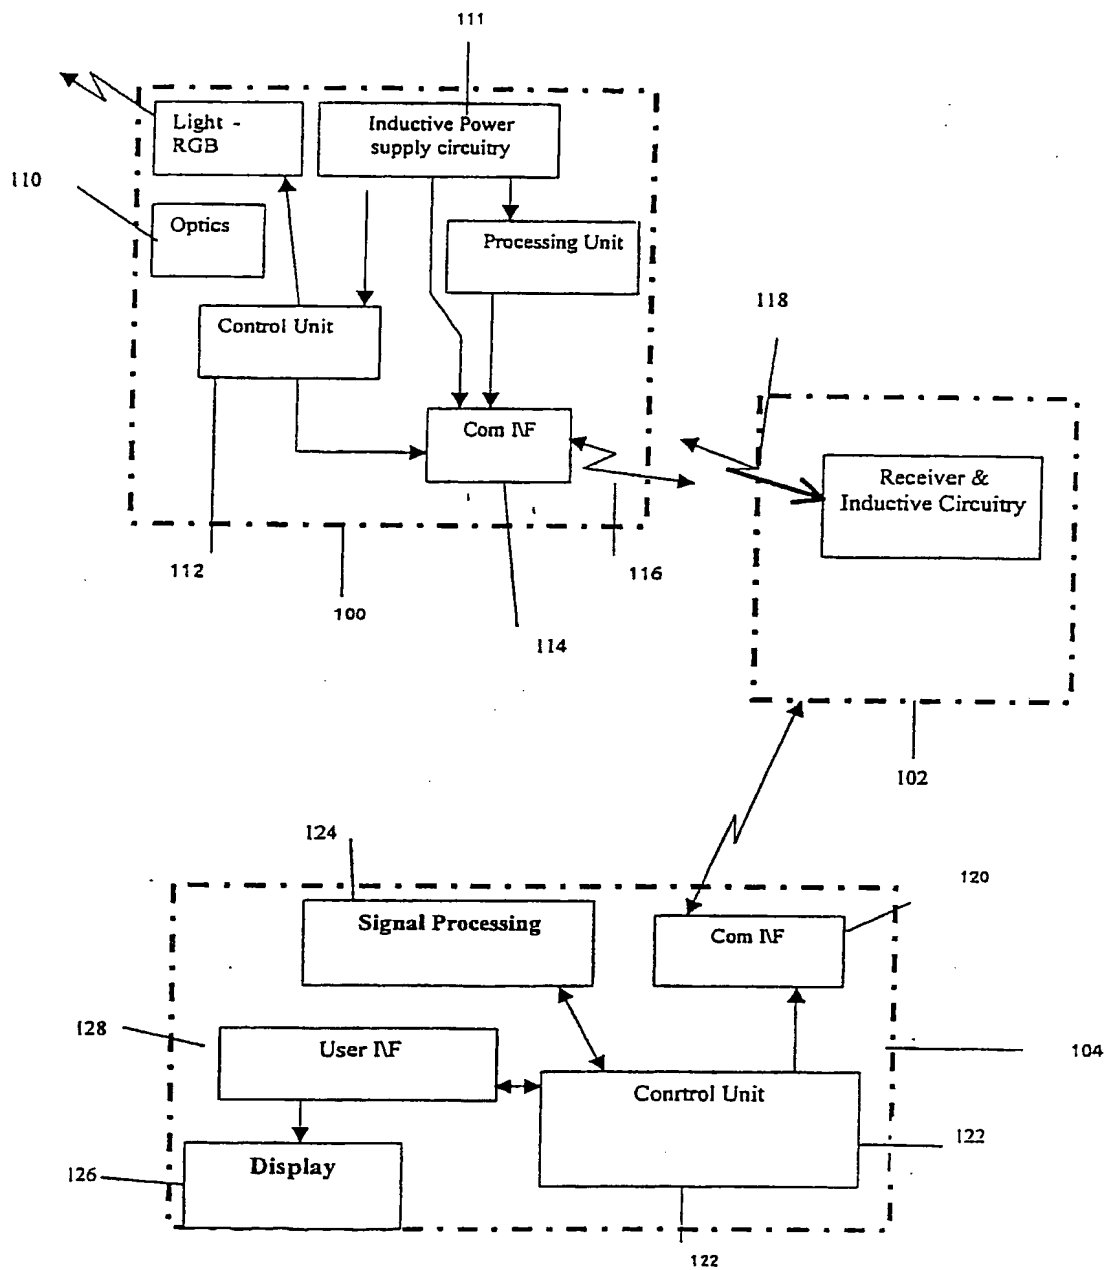 111
Light -
RGB
Inductive Power
supply circuitry
110
Optics
Processing Unit
118
Control Unit
Com I\F
Receiver &
Inductive Circuitry
112
116
100
114
102
124
120
Signal Processing
Com I\F
128
User I\F
104
Conrtrol Unit
122
Display
126
122